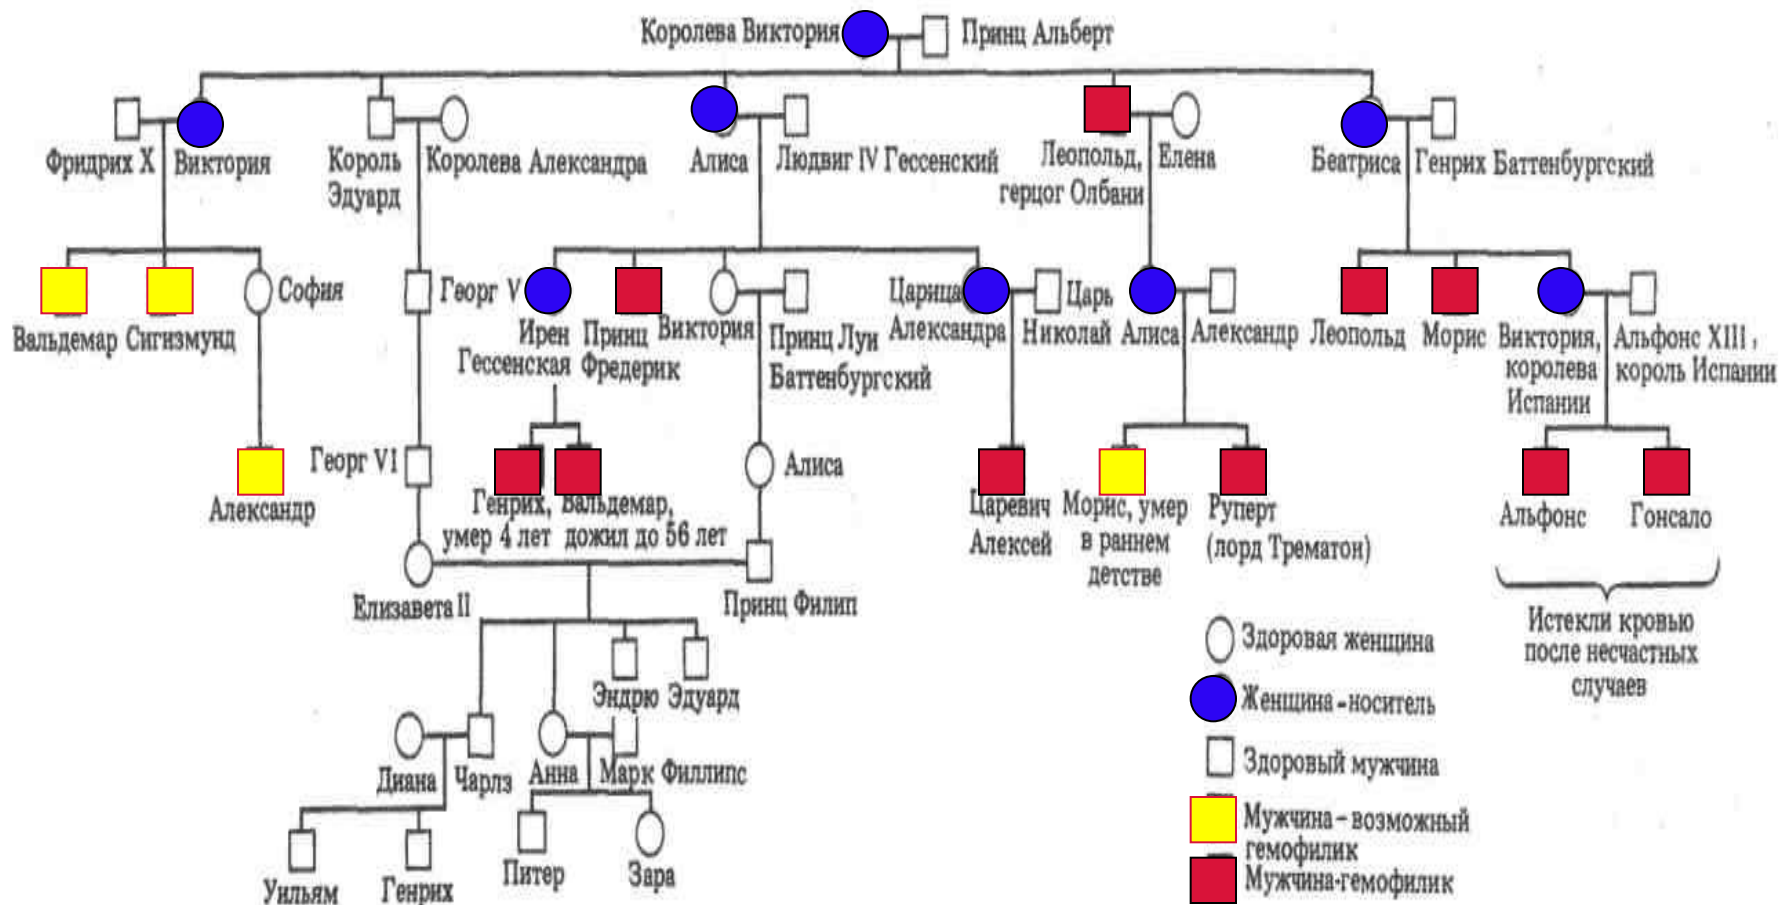 Королева Виктория
Принц Альберт
Фридрих X
Виктория
Король
Эдуард
Королева Александра
Алиса
Людвиг IV Гессенский
Леопольд,
герцог Олбани
Елена
Беатриса
Генрих Баттенбургский
Вальдемар
Сигизмунд
София
Георг V
Ирен
Гессенская
Принц
Фредерик
Виктория
Принц Луи
Баттенбургский
Царица
Александра
Царь
Николай
Алиса
Александр
Леопольд
Морис
Виктория,
королева
Испании
Альфонс XIII,
король Испании
Александр
Георг VI
Генрих,
умер 4 лет
Вальдемар,
дожил до 56 лет
Алиса
Царевич
Алексей
Морис, умер
в раннем
детстве
Руперт
(лорд Трематон)
Альфонс
Гонсало
Истекли кровью
после несчастных
случаев
Елизавета II
Принц Филип
Эндрю
Эдуард
Диана
Чарлз
Анна
Марк Филлипс
Уильям
Генрих
Питер
Зара
Здоровая женщина
Женщина-носитель
Здоровый мужчина
Мужчина-возможный
гемофилик
Мужчина-гемофилик